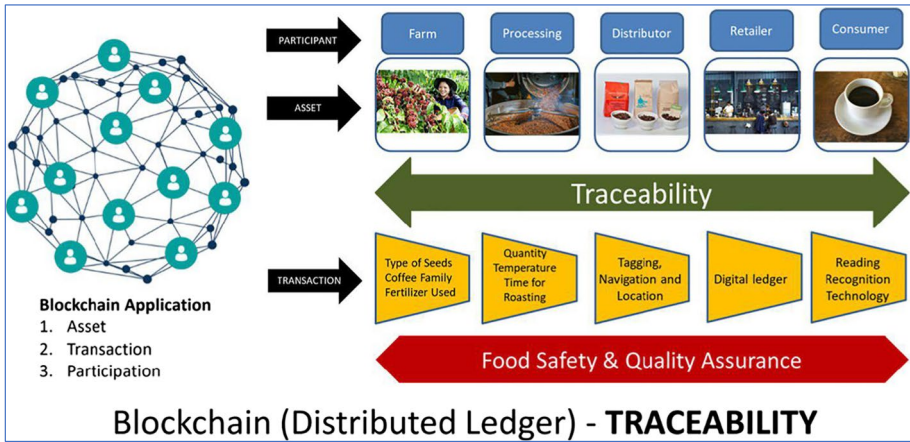 PARTICIPANT
Farm
Processing
Distributor
Retailer
Consumer
ASSET
Traceability
TRANSACTION
Type of Seeds
Coffee Family
Fertilizer Used
Quantity
Temperature
Time for
Roasting
Tagging,
Navigation and
Location
Digital ledger
Reading
Recognition
Technology
Blockchain Application
1. Asset
2. Transaction
3. Participation
Food Safety & Quality Assurance
Blockchain (Distributed Ledger) - TRACEABILITY